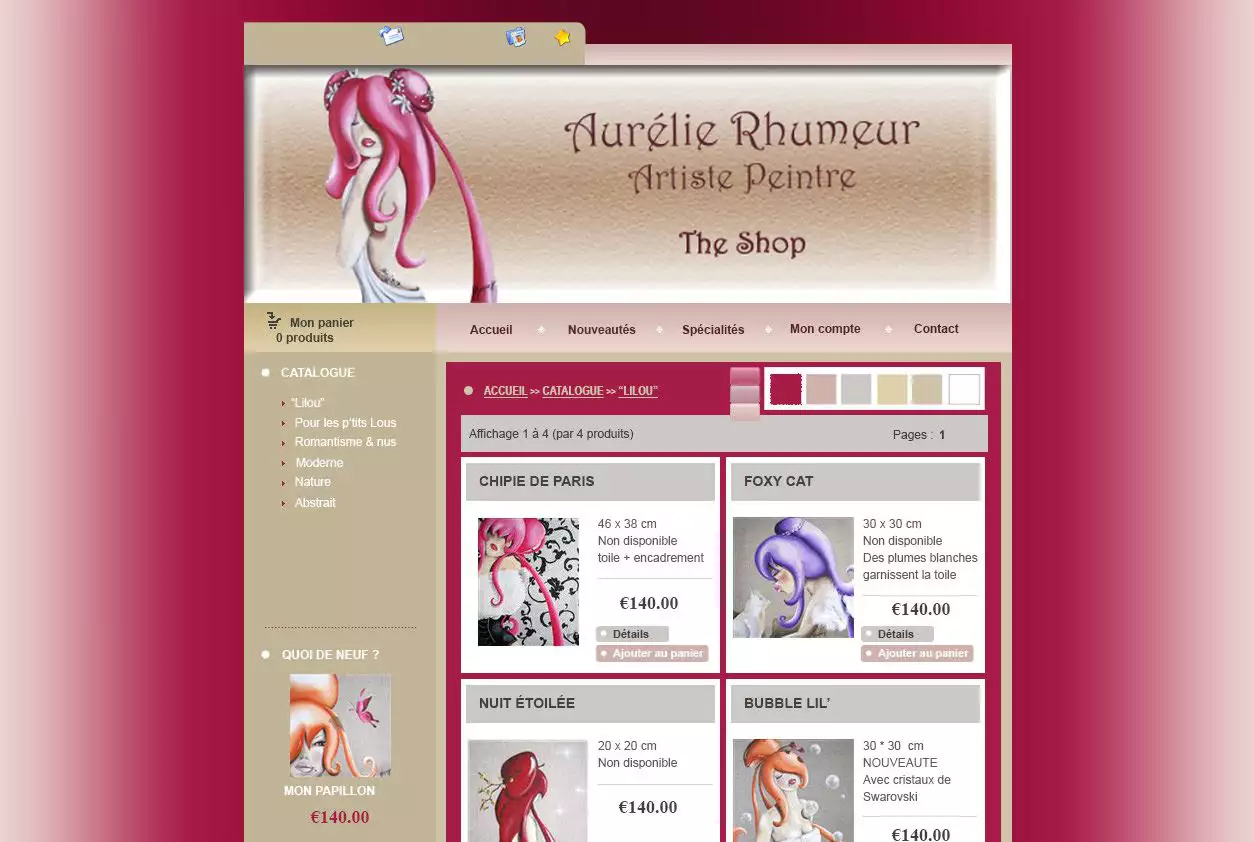 Aurélie Rhumeur
Artiste Peintre
The Shop
Mon panier
0 produits
Accueil
Nouveautés
Spécialités
Mon compte
Contact
CATALOGUE
“Lilou”
Pour les p'tits Lous
Romantisme & nus
Moderne
Nature
Abstrait
QUOI DE NEUF ?
MON PAPILLON
€140.00
ACCUEIL >> CATALOGUE >> “LILOU”
Affichage 1 à 4 (par 4 produits)
Pages : 1
CHIPIE DE PARIS
46 x 38 cm
Non disponible
toile + encadrement
€140.00
Détails
Ajouter au panier
FOXY CAT
30 x 30 cm
Non disponible
Des plumes blanches
garnissent la toile
€140.00
Détails
Ajouter au panier
NUIT ÉTOILÉE
20 x 20 cm
Non disponible
€140.00
BUBBLE LIL’
30 * 30 cm
NOUVEAUTE
Avec cristaux de
Swarovski
€140.00